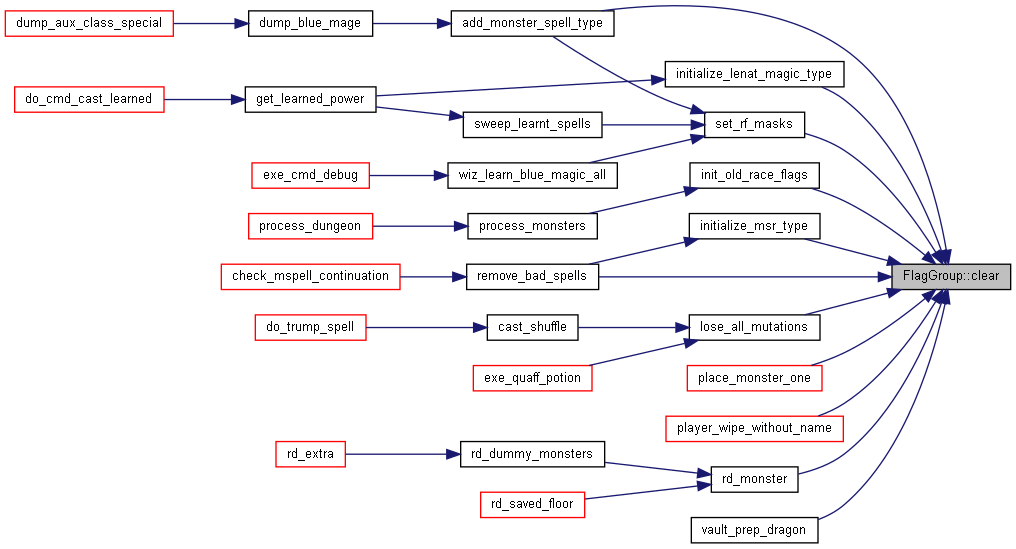 dump_aux_class_special
dump_blue_mage
add_monster_spell_type
initialize_lenat_magic_type
do_cmd_cast_learned
get_learned_power
sweep_learnt_spells
set_rf_masks
exe_cmd_debug
wiz_learn_blue_magic_all
init_old_race_flags
process_dungeon
process_monsters
initialize_msr_type
check_mspell_continuation
remove_bad_spells
FlagGroup::clear
do_trump_spell
cast_shuffle
lose_all_mutations
exe_quaff_potion
place_monster_one
player_wipe_without_name
rd_extra
rd_dummy_monsters
rd_monster
rd_saved_floor
vault_prep_dragon